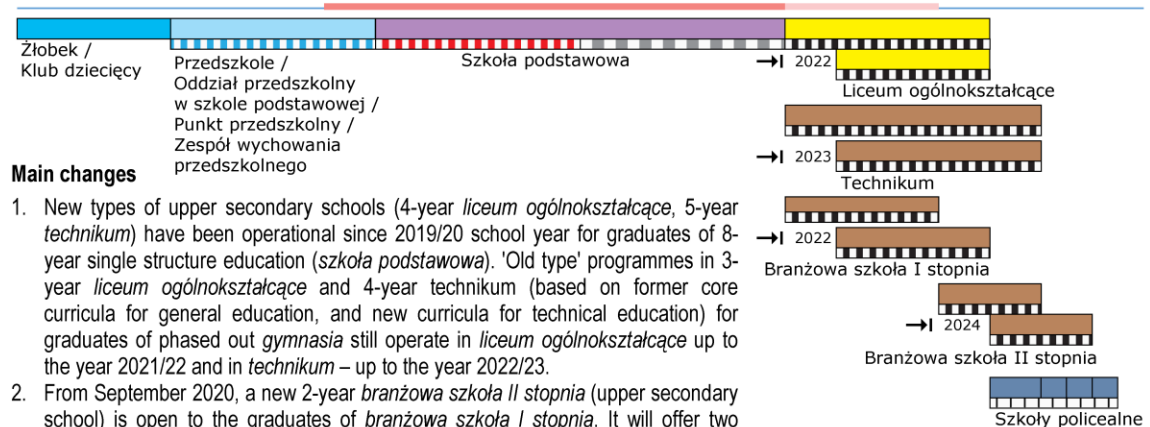 Żłobek /
Klub dziecięcy
Przedszkole /
Oddział przedszkolny
w szkole podstawowej /
Punkt przedszkolny /
Zespół wychowania
przedszkolnego
Szkoła podstawowa
2022
Liceum ogólnokształcące
2023
Technikum
2022
Branżowa szkoła I stopnia
2024
Branżowa szkoła II stopnia
Szkoły policealne
Main changes
1. New types of upper secondary schools (4-year liceum ogólnokształcące, 5-year
technikum) have been operational since 2019/20 school year for graduates of 8-
year single structure education (szkoła podstawowa). 'Old type' programmes in 3-
year liceum ogólnokształcące and 4-year technikum (based on former core
curricula for general education, and new curricula for technical education) for
graduates of phased out gymnasia still operate in liceum ogólnokształcące up to
the year 2021/22 and in technikum – up to the year 2022/23.
2. From September 2020, a new 2-year branżowa szkoła II stopnia (upper secondary
school) is open to the graduates of branżowa szkoła I stopnia. It will offer two